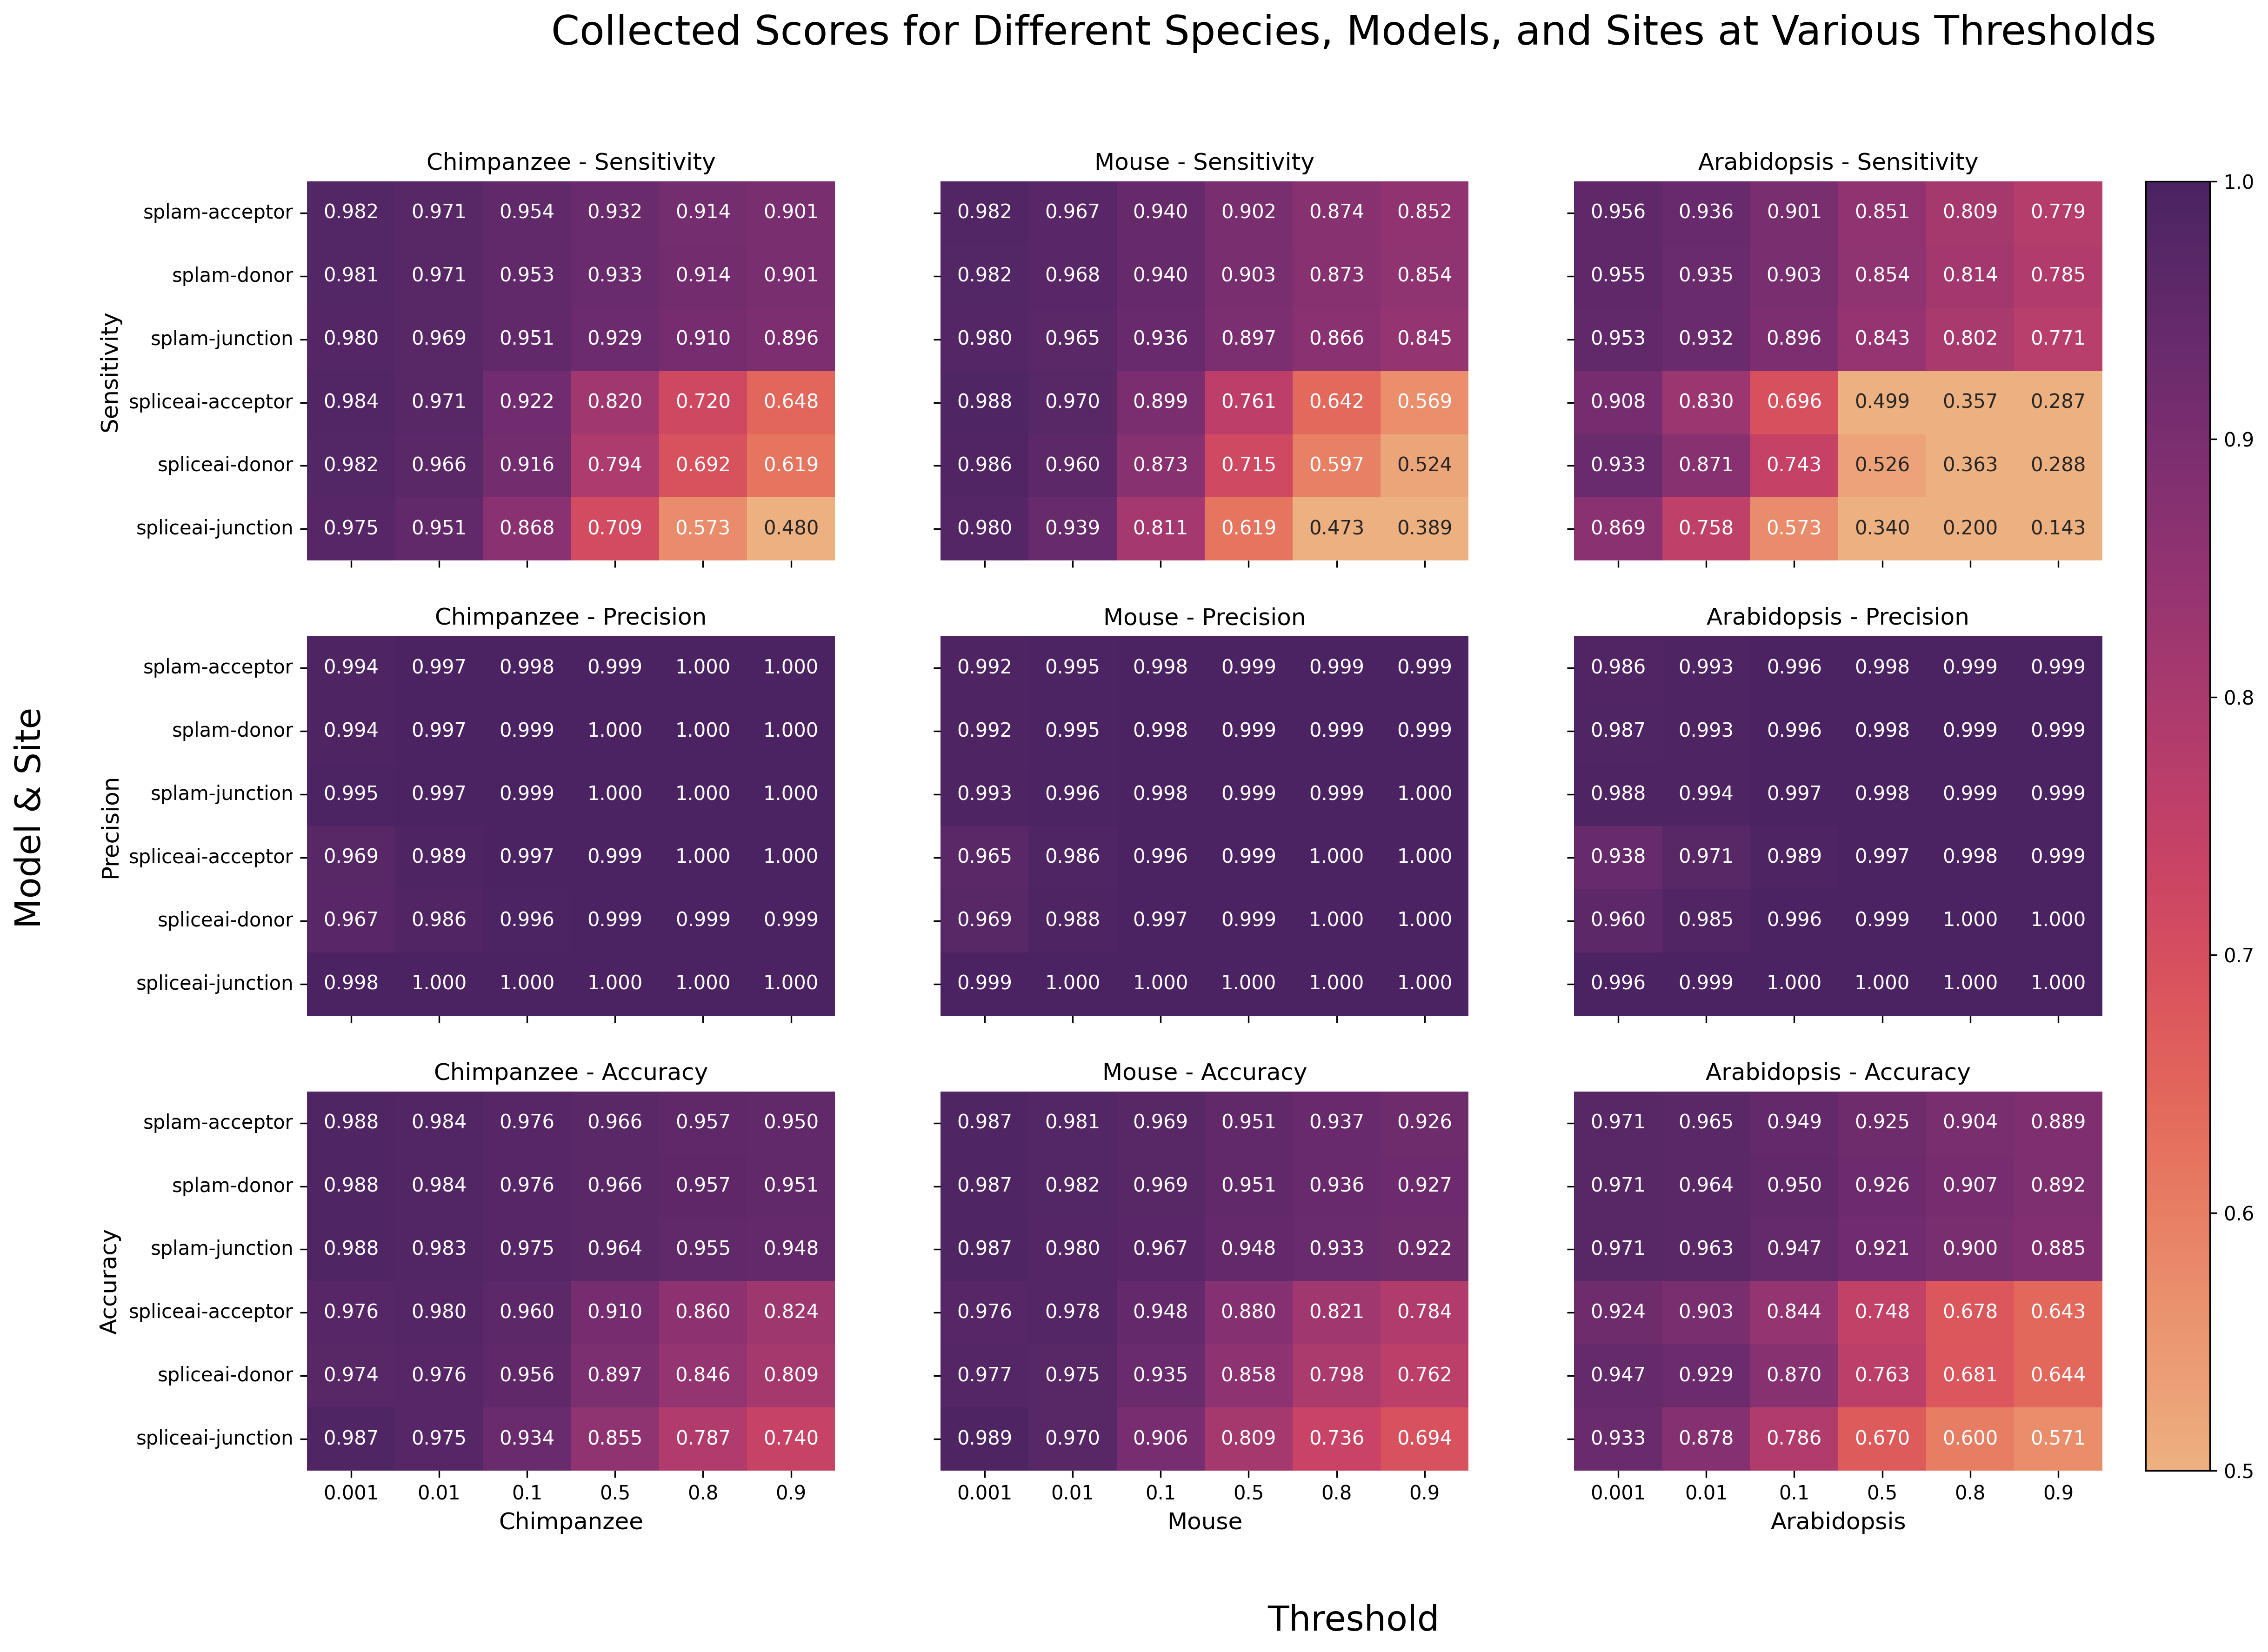 Collected Scores for Different Species, Models, and Sites at Various Thresholds
Chimpanzee - Sensitivity
Mouse - Sensitivity
Arabidopsis - Sensitivity
splam-acceptor 0.982 0.971 0.954 0.932 0.914 0.901 0.982 0.967 0.940 0.902 0.874 0.852 0.956 0.936 0.901 0.851 0.809 0.779
splam-donor 0.981 0.971 0.953 0.933 0.914 0.901 0.982 0.968 0.940 0.903 0.873 0.854 0.955 0.935 0.903 0.854 0.814 0.785
splam-junction 0.980 0.969 0.951 0.929 0.910 0.896 0.980 0.965 0.936 0.897 0.866 0.845 0.953 0.932 0.896 0.843 0.802 0.771
spliceai-acceptor 0.984 0.971 0.922 0.820 0.720 0.648 0.988 0.970 0.899 0.761 0.642 0.569 0.908 0.830 0.696 0.499 0.357 0.287
spliceai-donor 0.982 0.966 0.916 0.794 0.692 0.619 0.986 0.960 0.873 0.715 0.597 0.524 0.933 0.871 0.743 0.526 0.363 0.288
spliceai-junction 0.975 0.951 0.868 0.709 0.573 0.480 0.980 0.939 0.811 0.619 0.473 0.389 0.869 0.758 0.573 0.340 0.200 0.143
Sensitivity
Chimpanzee - Precision
Mouse - Precision
Arabidopsis - Precision
splam-acceptor 0.994 0.997 0.998 0.999 1.000 1.000 0.992 0.995 0.998 0.999 0.999 0.999 0.986 0.993 0.996 0.998 0.999 0.999
splam-donor 0.994 0.997 0.999 1.000 1.000 1.000 0.992 0.995 0.998 0.999 0.999 0.999 0.987 0.993 0.996 0.998 0.999 0.999
splam-junction 0.995 0.997 0.999 1.000 1.000 1.000 0.993 0.996 0.998 0.999 0.999 1.000 0.988 0.994 0.997 0.998 0.999 0.999
spliceai-acceptor 0.969 0.989 0.997 0.999 1.000 1.000 0.965 0.986 0.996 0.999 1.000 1.000 0.938 0.971 0.989 0.997 0.998 0.999
spliceai-donor 0.967 0.986 0.996 0.999 0.999 0.999 0.969 0.988 0.997 0.999 1.000 1.000 0.960 0.985 0.996 0.999 1.000 1.000
spliceai-junction 0.998 1.000 1.000 1.000 1.000 1.000 0.999 1.000 1.000 1.000 1.000 1.000 0.996 0.999 1.000 1.000 1.000 1.000
Precision
Model & Site
Chimpanzee - Accuracy
Mouse - Accuracy
Arabidopsis - Accuracy
splam-acceptor 0.988 0.984 0.976 0.966 0.957 0.950 0.987 0.981 0.969 0.951 0.937 0.926 0.971 0.965 0.949 0.925 0.904 0.889
splam-donor 0.988 0.984 0.976 0.966 0.957 0.951 0.987 0.982 0.969 0.951 0.936 0.927 0.971 0.964 0.950 0.926 0.907 0.892
splam-junction 0.988 0.983 0.975 0.964 0.955 0.948 0.987 0.980 0.967 0.948 0.933 0.922 0.971 0.963 0.947 0.921 0.900 0.885
spliceai-acceptor 0.976 0.980 0.960 0.910 0.860 0.824 0.976 0.978 0.948 0.880 0.821 0.784 0.924 0.903 0.844 0.748 0.678 0.643
spliceai-donor 0.974 0.976 0.956 0.897 0.846 0.809 0.977 0.975 0.935 0.858 0.798 0.762 0.947 0.929 0.870 0.763 0.681 0.644
spliceai-junction 0.987 0.975 0.934 0.855 0.787 0.740 0.989 0.970 0.906 0.809 0.736 0.694 0.933 0.878 0.786 0.670 0.600 0.571
Accuracy
0.001 0.01 0.1 0.5 0.8 0.9 0.001 0.01 0.1 0.5 0.8 0.9 0.001 0.01 0.1 0.5 0.8 0.9
Chimpanzee
Mouse
Arabidopsis
Threshold
1.0
0.9
0.8
0.7
0.6
0.5